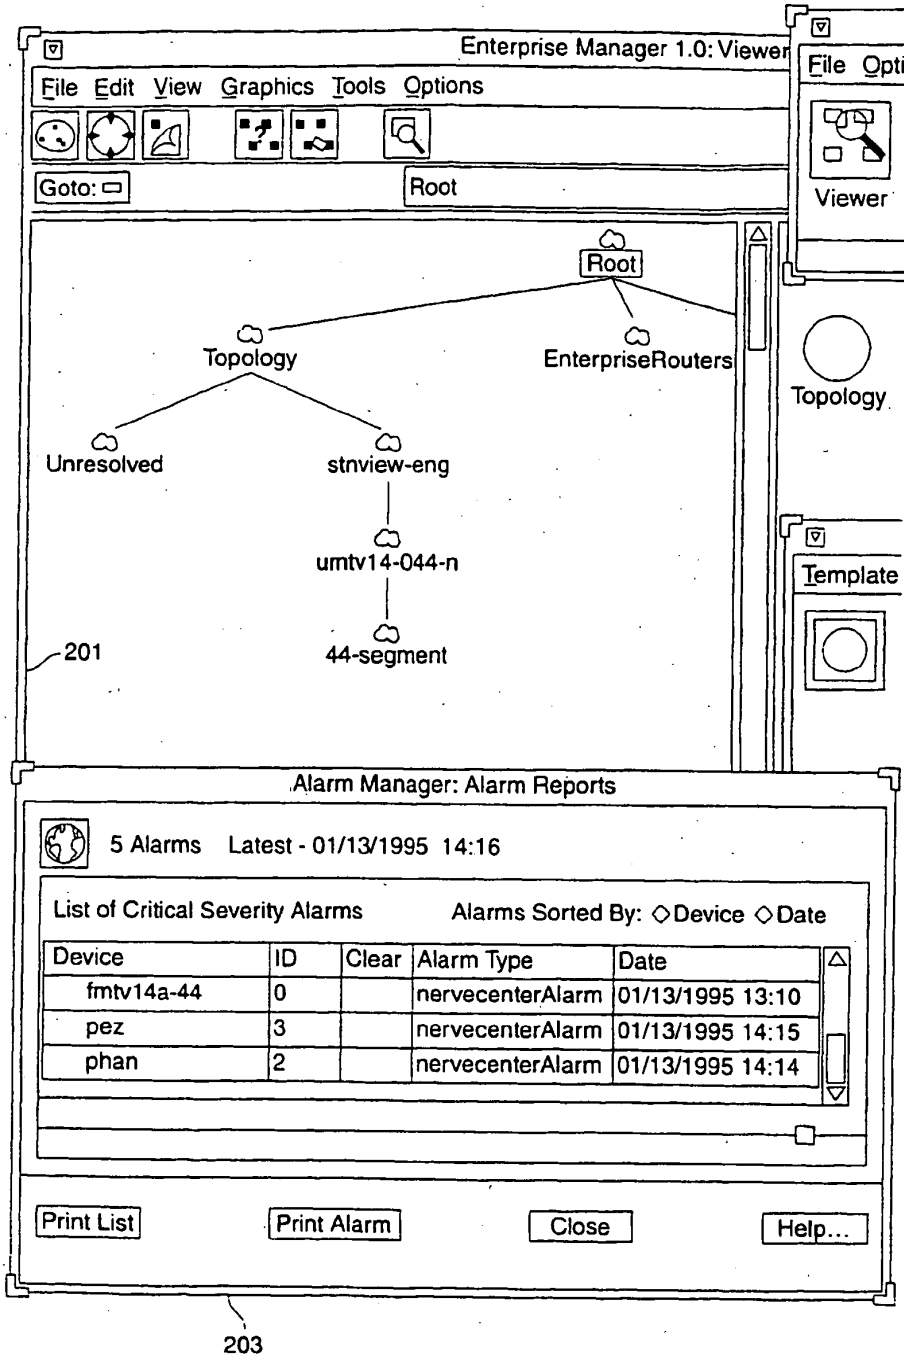 Enterprise Manager 1.0: Viewer
File Edit View Graphics Tools Options
Goto:
Root
File Opti
Viewer
Root
Topology
EnterpriseRouters
Unresolved
stnview-eng
umtv14-044-n
44-segment
201
Topology
Template
Alarm Manager: Alarm Reports
5 Alarms Latest - 01/13/1995 14:16
List of Critical Severity Alarms Alarms Sorted By: Device Date
Device ID Clear Alarm Type Date
fmtv14a-44 0 nervecenterAlarm 01/13/1995 13:10
pez 3 nervecenterAlarm 01/13/1995 14:15
phan 2 nervecenterAlarm 01/13/1995 14:14
Print List Print Alarm Close Help...
203